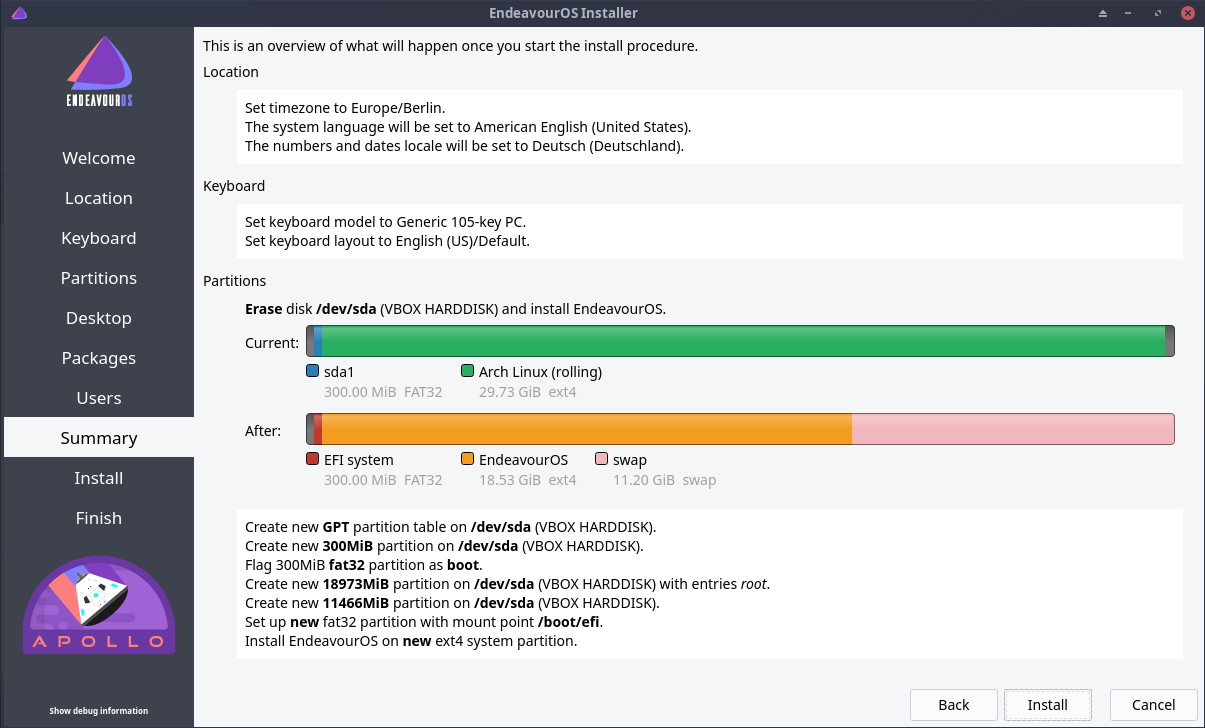 EndeavourOS Installer
ENDEAVOUROS
Welcome
Location
Keyboard
Partitions
Desktop
Packages
Users
Summary
Install
Finish
APOLLO
Show debug information
This is an overview of what will happen once you start the install procedure.
Location
Set timezone to Europe/Berlin.
The system language will be set to American English (United States).
The numbers and dates locale will be set to Deutsch (Deutschland).
Keyboard
Set keyboard model to Generic 105-key PC.
Set keyboard layout to English (US)/Default.
Partitions
Erase disk /dev/sda (VBOX HARDDISK) and install EndeavourOS.
Current:
sda1 Arch Linux (rolling)
300.00 MiB FAT32 29.73 GiB ext4
After:
EFI system EndeavourOS swap
300.00 MiB FAT32 18.53 GiB ext4 11.20 GiB swap
Create new GPT partition table on /dev/sda (VBOX HARDDISK).
Create new 300MiB partition on /dev/sda (VBOX HARDDISK).
Flag 300MiB fat32 partition as boot.
Create new 18973MiB partition on /dev/sda (VBOX HARDDISK) with entries root.
Create new 11466MiB partition on /dev/sda (VBOX HARDDISK).
Set up new fat32 partition with mount point /boot/efi.
Install EndeavourOS on new ext4 system partition.
Back Install Cancel